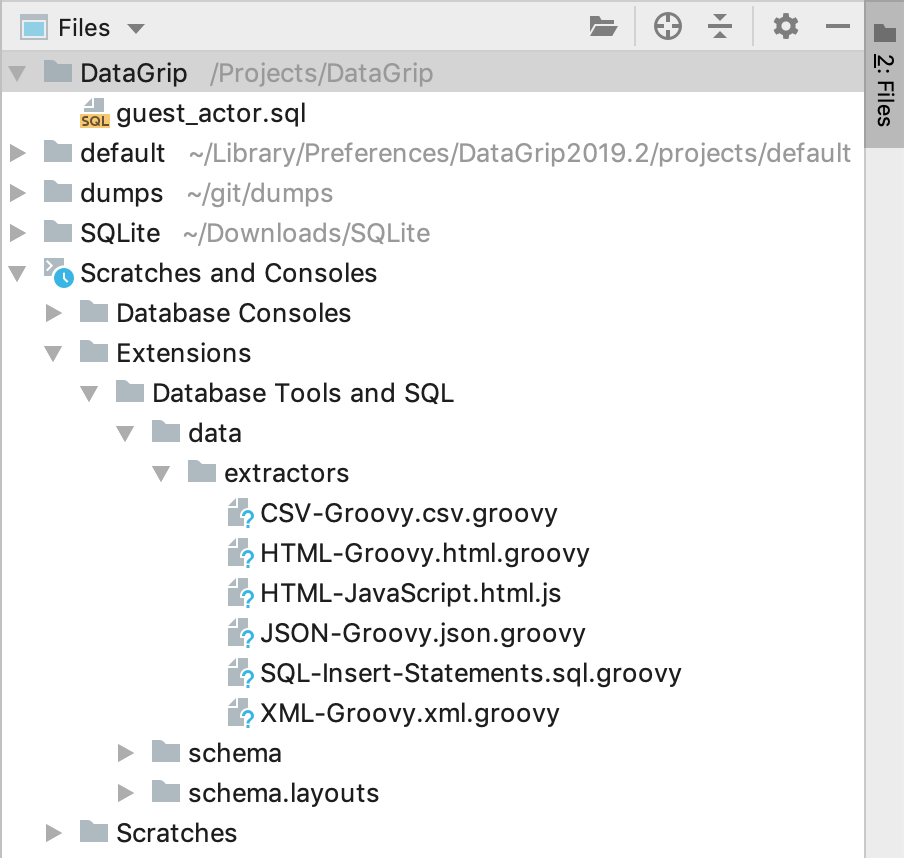 Files
DataGrip /Projects/DataGrip
SQL guest_actor.sql
default ~/Library/Preferences/DataGrip2019.2/projects/default
dumps ~/git/dumps
SQLite ~/Downloads/SQLite
Scratches and Consoles
Database Consoles
Extensions
Database Tools and SQL
data
extractors
CSV-Groovy.csv.groovy
HTML-Groovy.html.groovy
HTML-JavaScript.html.js
JSON-Groovy.json.groovy
SQL-Insert-Statements.sql.groovy
XML-Groovy.xml.groovy
schema
schema.layouts
Scratches
2: Files